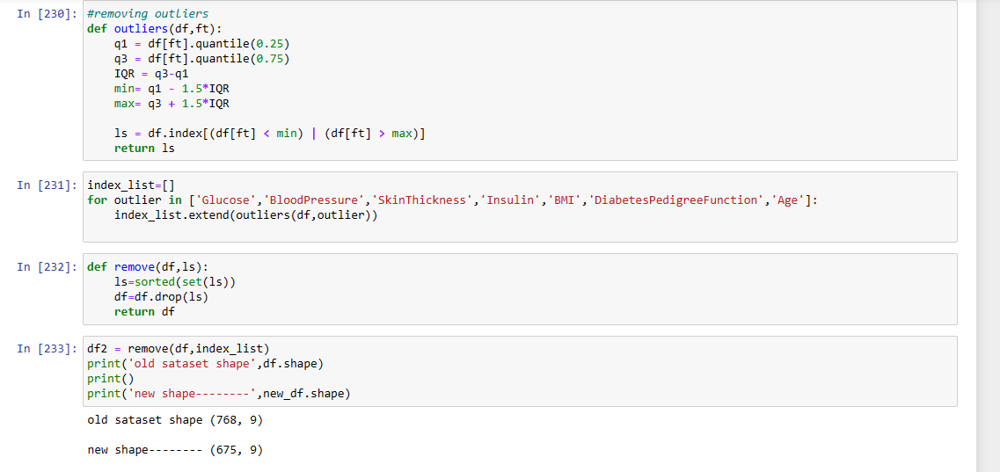 In [230]: #removing outliers
def outliers(df,ft):
    q1 = df[ft].quantile(0.25)
    q3 = df[ft].quantile(0.75)
    IQR = q3-q1
    min= q1 - 1.5*IQR
    max= q3 + 1.5*IQR
    ls = df.index[(df[ft] < min) | (df[ft] > max)]
    return ls
In [231]: index_list=[]
for outlier in ['Glucose','BloodPressure','SkinThickness','Insulin','BMI','DiabetesPedigreeFunction','Age']:
    index_list.extend(outliers(df,outlier))
In [232]: def remove(df,ls):
    ls=sorted(set(ls))
    df=df.drop(ls)
    return df
In [233]: df2 = remove(df,index_list)
print('old sataset shape',df.shape)
print()
print('new shape--------',new_df.shape)
old sataset shape (768, 9)
new shape-------- (675, 9)